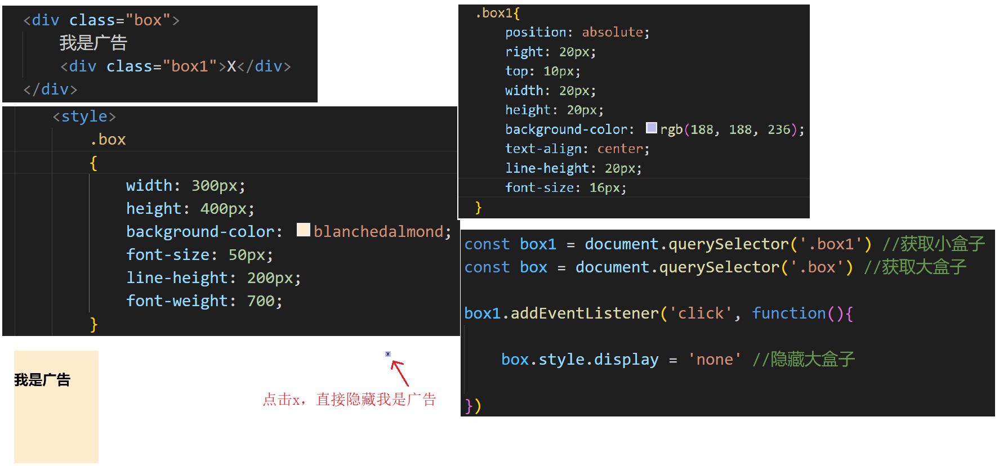 <div class="box">
我是广告
<div class="box1">X</div>
</div>
<style>
.box
{
width: 300px;
height: 400px;
background-color: blanchedalmond;
font-size: 50px;
line-height: 200px;
font-weight: 700;
}
.box1{
position: absolute;
right: 20px;
top: 10px;
width: 20px;
height: 20px;
background-color: rgb(188, 188, 236);
text-align: center;
line-height: 20px;
font-size: 16px;
}
const box1 = document.querySelector('.box1') //获取小盒子
const box = document.querySelector('.box') //获取大盒子
box1.addEventListener('click', function(){
box.style.display = 'none' //隐藏大盒子
})
我是广告
X
点击x，直接隐藏我是广告